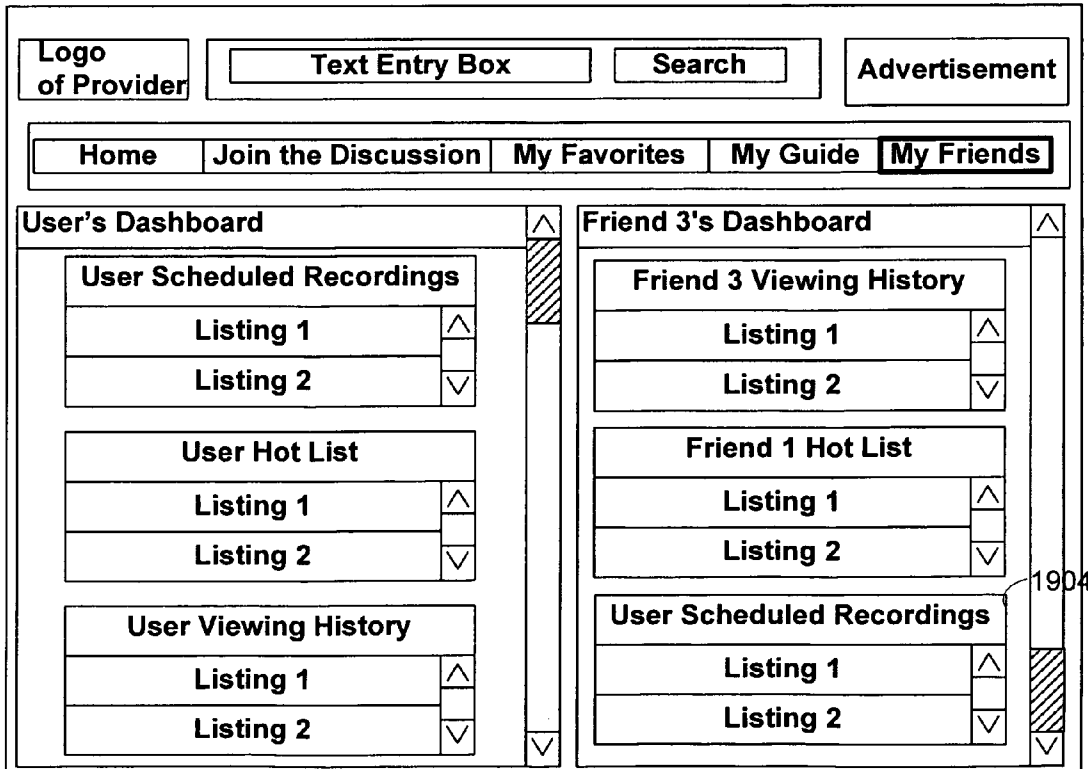 Logo
of Provider
Text Entry Box
Search
Advertisement
Home
Join the Discussion
My Favorites
My Guide
My Friends
User's Dashboard
User Scheduled Recordings
Listing 1
Listing 2
User Hot List
Listing 1
Listing 2
User Viewing History
Listing 1
Listing 2
Friend 3's Dashboard
Friend 3 Viewing History
Listing 1
Listing 2
Friend 1 Hot List
Listing 1
Listing 2
1904
User Scheduled Recordings
Listing 1
Listing 2